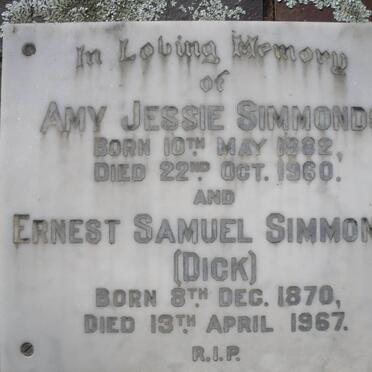 In Loving Memory
of
AMY JESSIE SIMMONDS
BORN 10TH MAY 1882,
DIED 22ND OCT. 1960.
AND
ERNEST SAMUEL SIMMON
(DICK)
BORN 8TH DEC. 1870,
DIED 13TH APRIL 1967.
R.I.P.